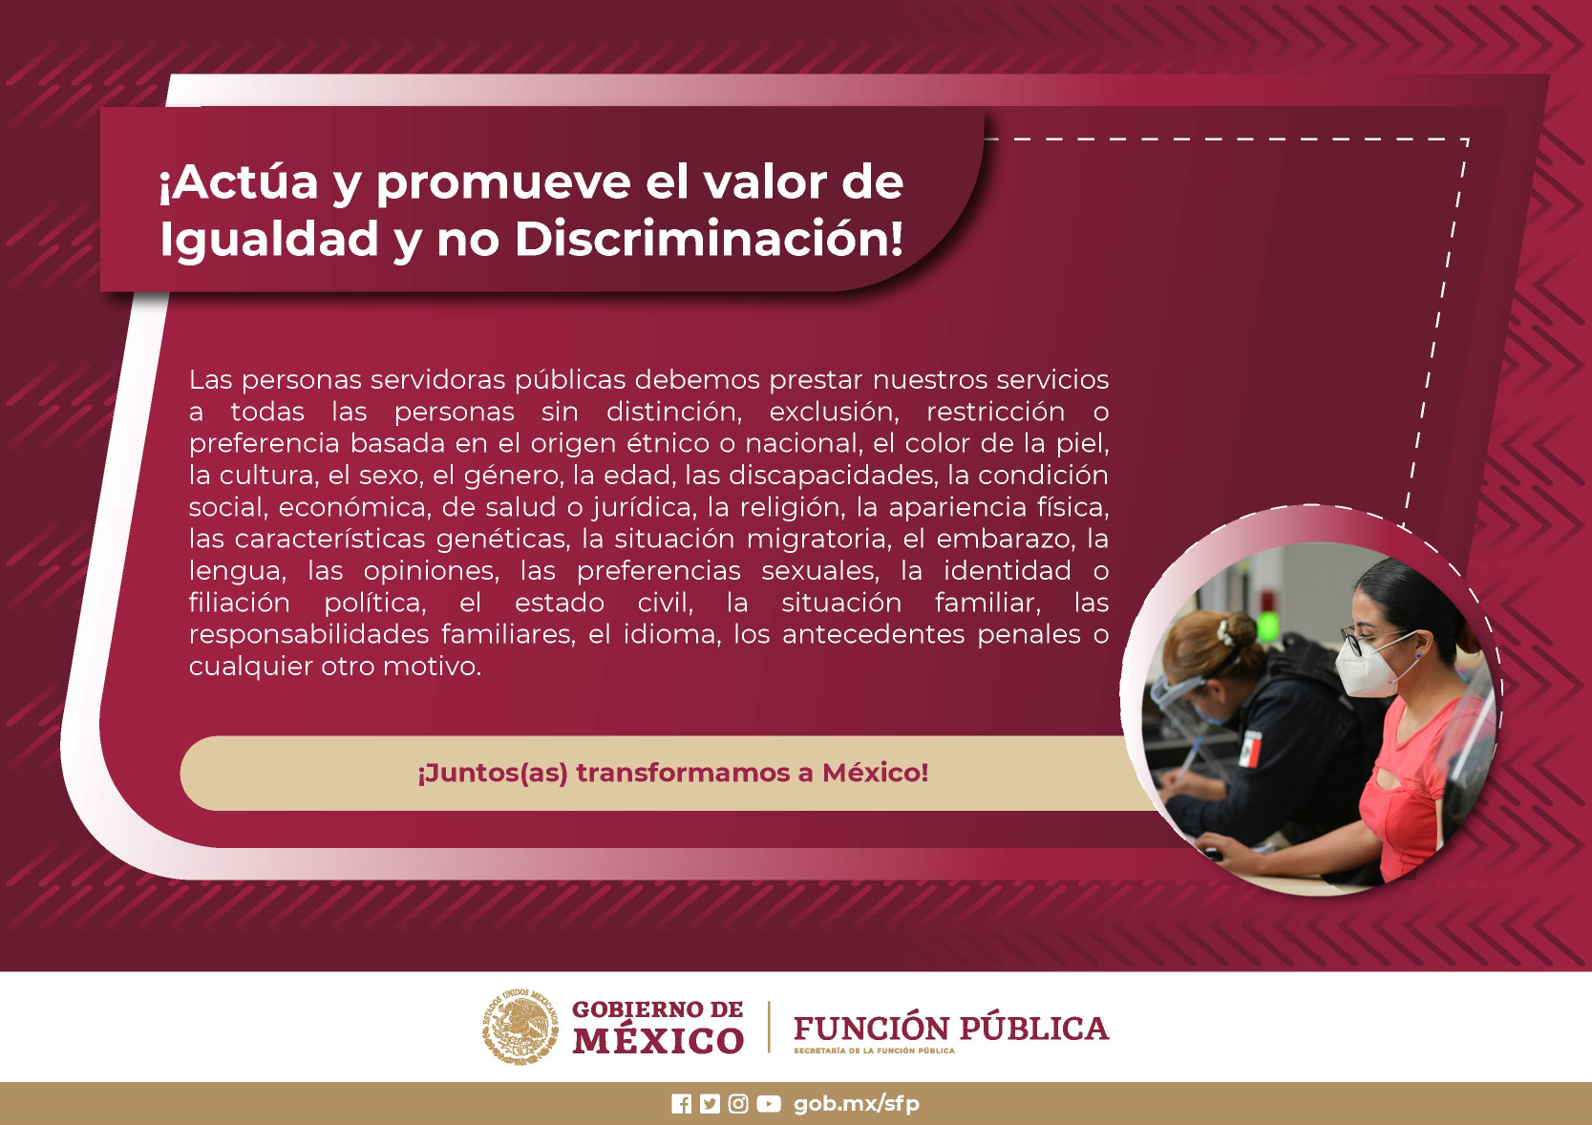 ¡Actúa y promueve el valor de
Igualdad y no Discriminación!
Las personas servidoras públicas debemos prestar nuestros servicios
a todas las personas sin distinción, exclusión, restricción o
preferencia basada en el origen étnico o nacional, el color de la piel,
la cultura, el sexo, el género, la edad, las discapacidades, la condición
social, económica, de salud o jurídica, la religión, la apariencia física,
las características genéticas, la situación migratoria, el embarazo, la
lengua, las opiniones, las preferencias sexuales, la identidad o
filiación política, el estado civil, la situación familiar, las
responsabilidades familiares, el idioma, los antecedentes penales o
cualquier otro motivo.
¡Juntos(as) transformamos a México!
ESTADOS UNIDOS MEXICANOS
GOBIERNO DE
MÉXICO
FUNCIÓN PÚBLICA
SECRETARÍA DE LA FUNCIÓN PÚBLICA
gob.mx/sfp